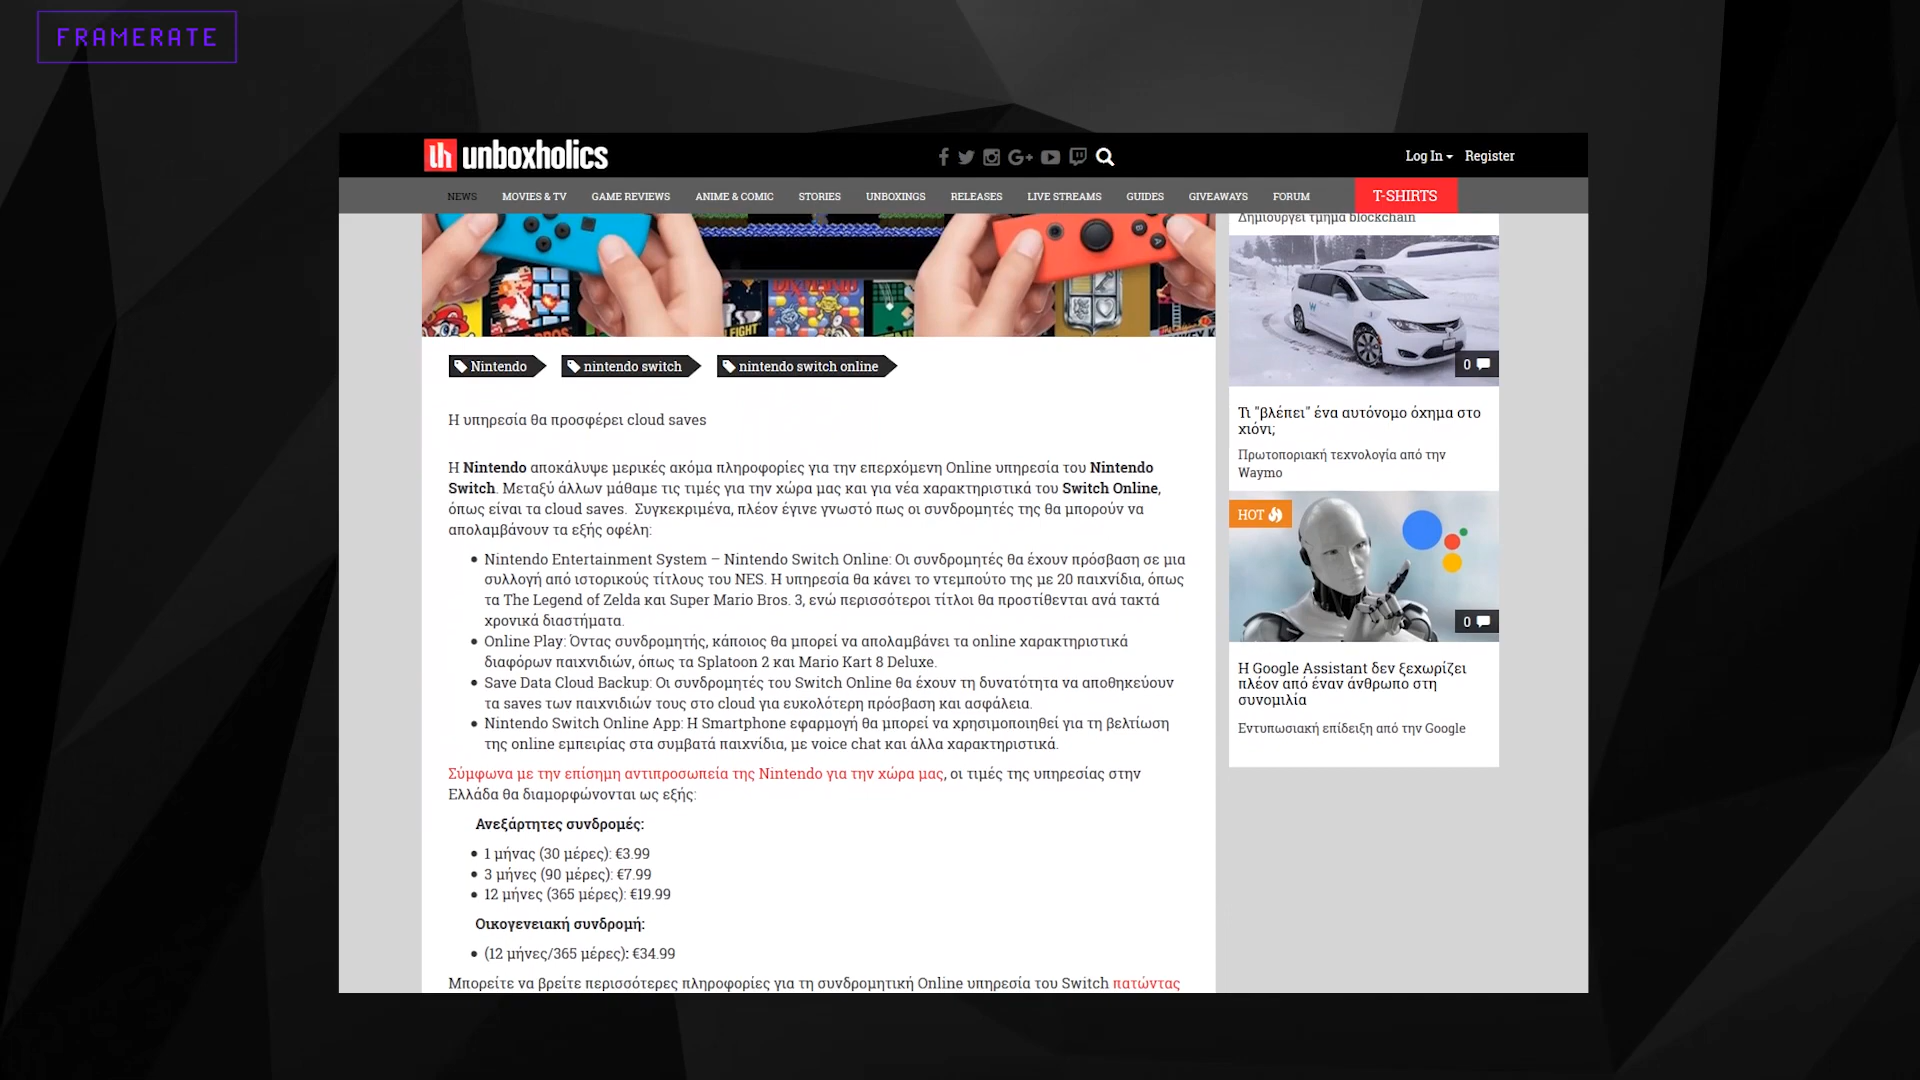 FRAMERATE
unboxholics
Log In
Register
NEWS
MOVIES & TV
GAME REVIEWS
ANIME & COMIC
STORIES
UNBOXINGS
RELEASES
LIVE STREAMS
GUIDES
GIVEAWAYS
FORUM
T-SHIRTS
Nintendo
nintendo switch
nintendo switch online
Η υπηρεσία θα προσφέρει cloud saves
Η Nintendo αποκάλυψε μερικές ακόμα πληροφορίες για την επερχόμενη Online υπηρεσία του Nintendo
Switch. Μεταξύ άλλων μάθαμε τις τιμές για την χώρα μας και για νέα χαρακτηριστικά του Switch Online,
όπως είναι τα cloud saves. Συγκεκριμένα, πλέον έγινε γνωστό πως οι συνδρομητές της θα μπορούν να
απολαμβάνουν τα εξής οφέλη:
• Nintendo Entertainment System – Nintendo Switch Online: Οι συνδρομητές θα έχουν πρόσβαση σε μια
συλλογή από ιστορικούς τίτλους του NES. Η υπηρεσία θα κάνει το ντεμπούτο της με 20 παιχνίδια, όπως
τα The Legend of Zelda και Super Mario Bros. 3, ενώ περισσότεροι τίτλοι θα προστίθενται ανά τακτά
χρονικά διαστήματα.
• Online Play: Όντας συνδρομητής, κάποιος θα μπορεί να απολαμβάνει τα online χαρακτηριστικά
διαφόρων παιχνιδιών, όπως τα Splatoon 2 και Mario Kart 8 Deluxe.
• Save Data Cloud Backup: Οι συνδρομητές του Switch Online θα έχουν τη δυνατότητα να αποθηκεύουν
τα saves των παιχνιδιών τους στο cloud για ευκολότερη πρόσβαση και ασφάλεια.
• Nintendo Switch Online App: Η Smartphone εφαρμογή θα μπορεί να χρησιμοποιηθεί για τη βελτίωση
της online εμπειρίας στα συμβατά παιχνίδια, με voice chat και άλλα χαρακτηριστικά.
Σύμφωνα με την επίσημη αντιπροσωπεία της Nintendo για την χώρα μας, οι τιμές της υπηρεσίας στην
Ελλάδα θα διαμορφώνονται ως εξής:
Ανεξάρτητες συνδρομές:
• 1 μήνας (30 μέρες): €3.99
• 3 μήνες (90 μέρες): €7.99
• 12 μήνες (365 μέρες): €19.99
Οικογενειακή συνδρομή:
• (12 μήνες/365 μέρες): €34.99
Μπορείτε να βρείτε περισσότερες πληροφορίες για τη συνδρομητική Online υπηρεσία του Switch πατώντας
Δημιουργεί τμήμα blockchain
0
Τι "βλέπει" ένα αυτόνομο όχημα στο
χιόνι;
Πρωτοποριακή τεχνολογία από την
Waymo
HOT
0
Η Google Assistant δεν ξεχωρίζει
πλέον από έναν άνθρωπο στη
συνομιλία
Εντυπωσιακή επίδειξη από την Google